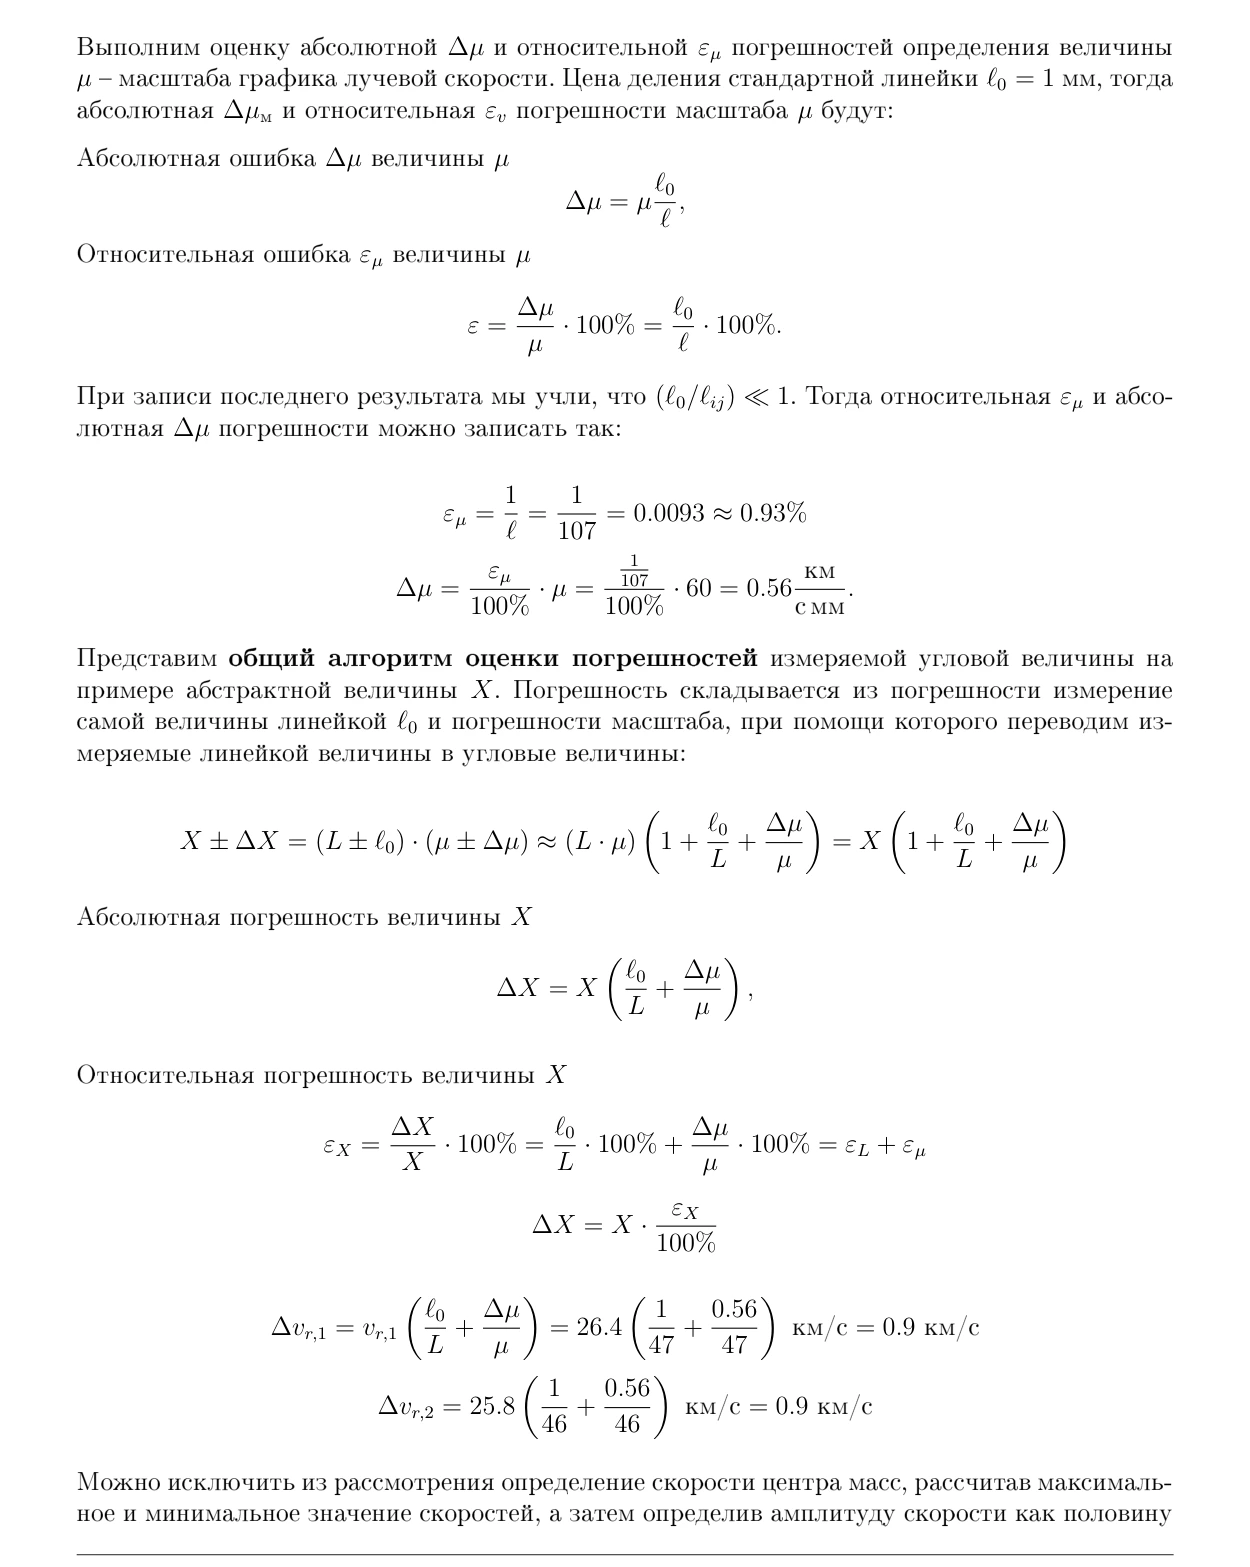 Выполним оценку абсолютной Δμ и относительной ε_μ погрешностей определения величины
μ – масштаба графика лучевой скорости. Цена деления стандартной линейки ℓ₀ = 1 мм, тогда
абсолютная Δμ_м и относительная ε_v погрешности масштаба μ будут:
Абсолютная ошибка Δμ величины μ
Δμ = μ ℓ₀/ℓ,
Относительная ошибка ε_μ величины μ
ε = Δμ/μ · 100% = ℓ₀/ℓ · 100%.
При записи последнего результата мы учли, что (ℓ₀/ℓ_ij) ≪ 1. Тогда относительная ε_μ и абсо-
лютная Δμ погрешности можно записать так:
ε_μ = 1/ℓ = 1/107 = 0.0093 ≈ 0.93%
Δμ = ε_μ/100% · μ = (1/107)/100% · 60 = 0.56 км/(с мм).
Представим общий алгоритм оценки погрешностей измеряемой угловой величины на
примере абстрактной величины X. Погрешность складывается из погрешности измерение
самой величины линейкой ℓ₀ и погрешности масштаба, при помощи которого переводим из-
меряемые линейкой величины в угловые величины:
X ± ΔX = (L ± ℓ₀) · (μ ± Δμ) ≈ (L · μ) (1 + ℓ₀/L + Δμ/μ) = X (1 + ℓ₀/L + Δμ/μ)
Абсолютная погрешность величины X
ΔX = X (ℓ₀/L + Δμ/μ),
Относительная погрешность величины X
ε_X = ΔX/X · 100% = ℓ₀/L · 100% + Δμ/μ · 100% = ε_L + ε_μ
ΔX = X · ε_X/100%
Δv_{r,1} = v_{r,1} (ℓ₀/L + Δμ/μ) = 26.4 (1/47 + 0.56/47) км/с = 0.9 км/с
Δv_{r,2} = 25.8 (1/46 + 0.56/46) км/с = 0.9 км/с
Можно исключить из рассмотрения определение скорости центра масс, рассчитав максималь-
ное и минимальное значение скоростей, а затем определив амплитуду скорости как половину